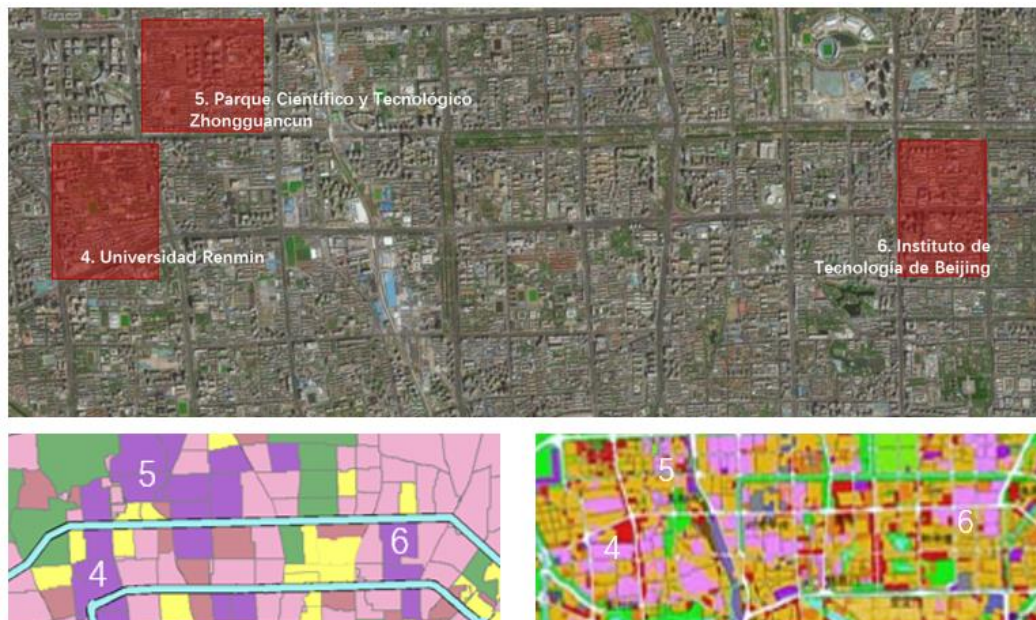 5. Parque Científico y Tecnológico
Zhongguancun
4. Universidad Renmin
6. Instituto de
Tecnología de Beijing
5
4
6
5
4
6